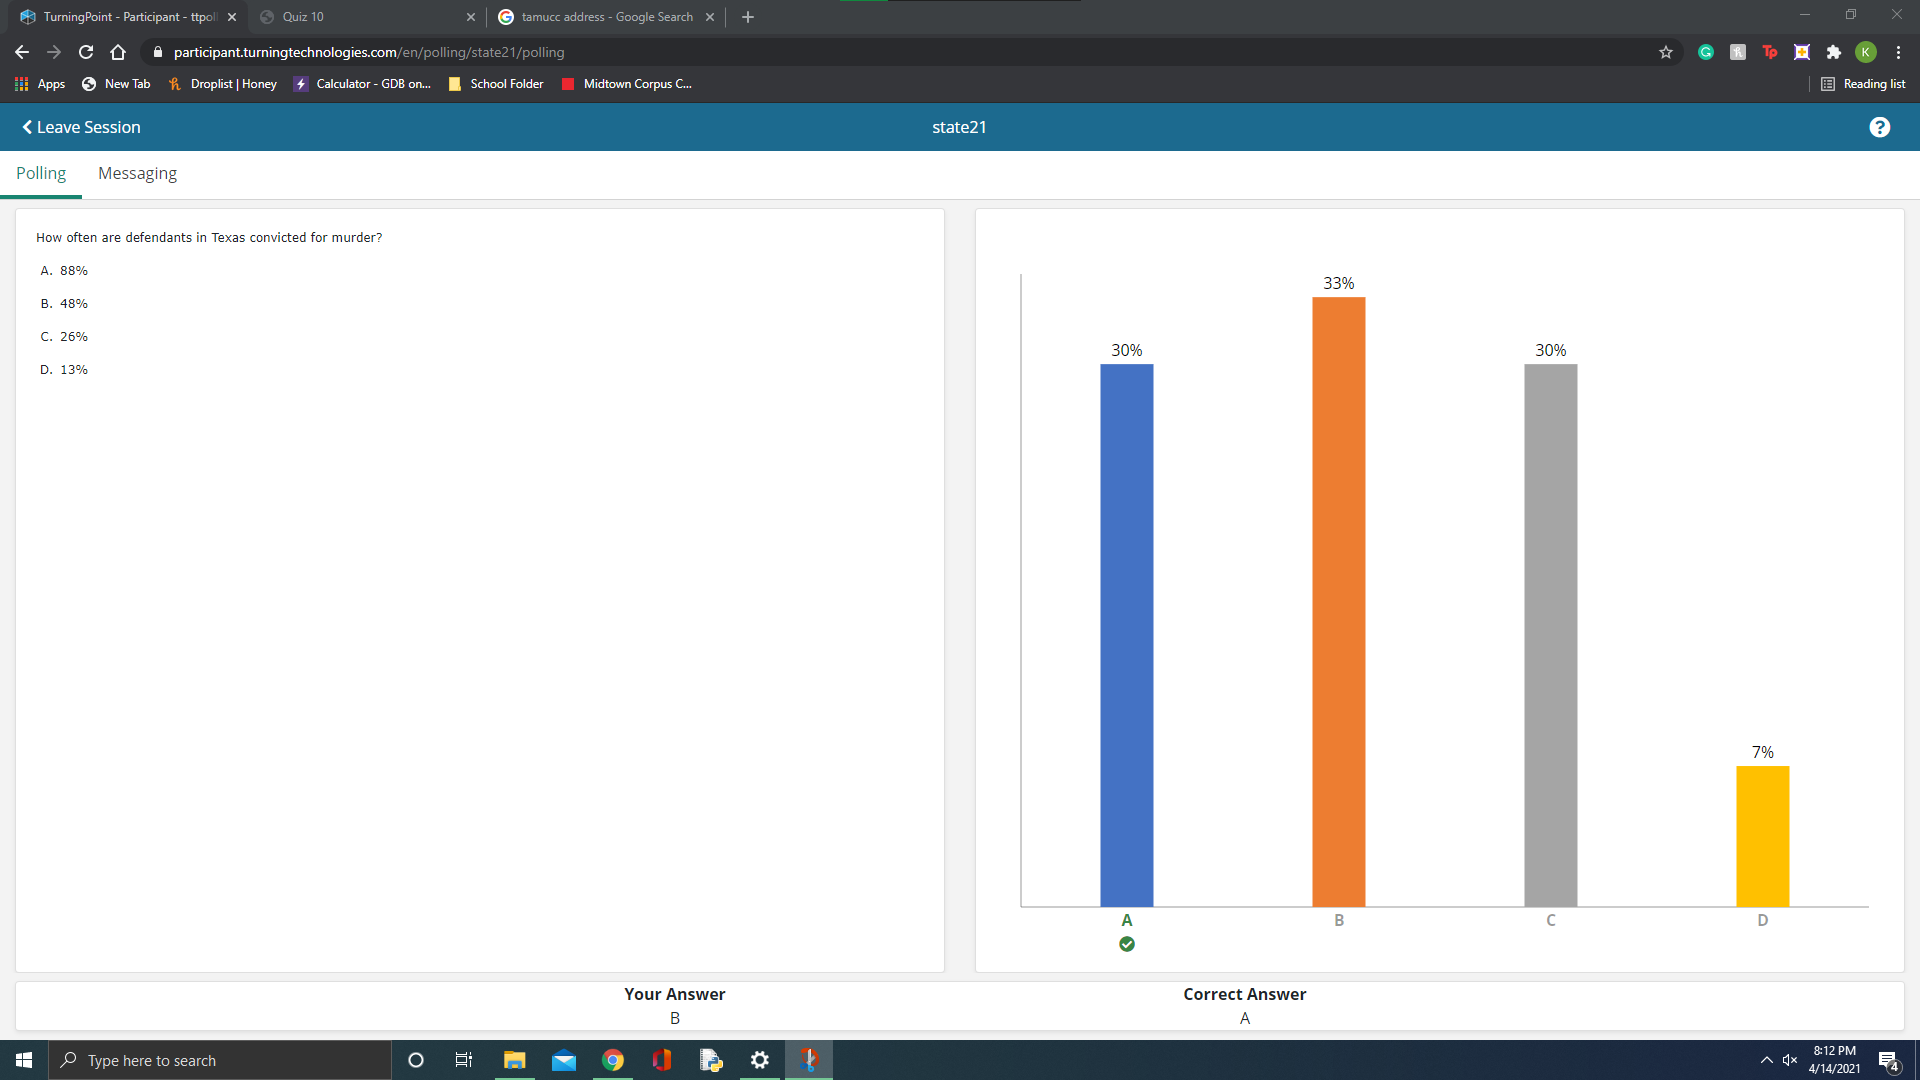 TurningPoint - Participant - ttpoll
Quiz 10
tamucc address - Google Search
participant.turningtechnologies.com/en/polling/state21/polling
K
Apps
New Tab
Droplist | Honey
Calculator - GDB on...
School Folder
Midtown Corpus C...
Reading list
Leave Session
state21
?
Polling
Messaging
How often are defendants in Texas convicted for murder?
A. 88%
B. 48%
C. 26%
D. 13%
30%
33%
30%
7%
A
B
C
D
Your Answer
Correct Answer
B
A
Type here to search
8:12 PM
4/14/2021
4